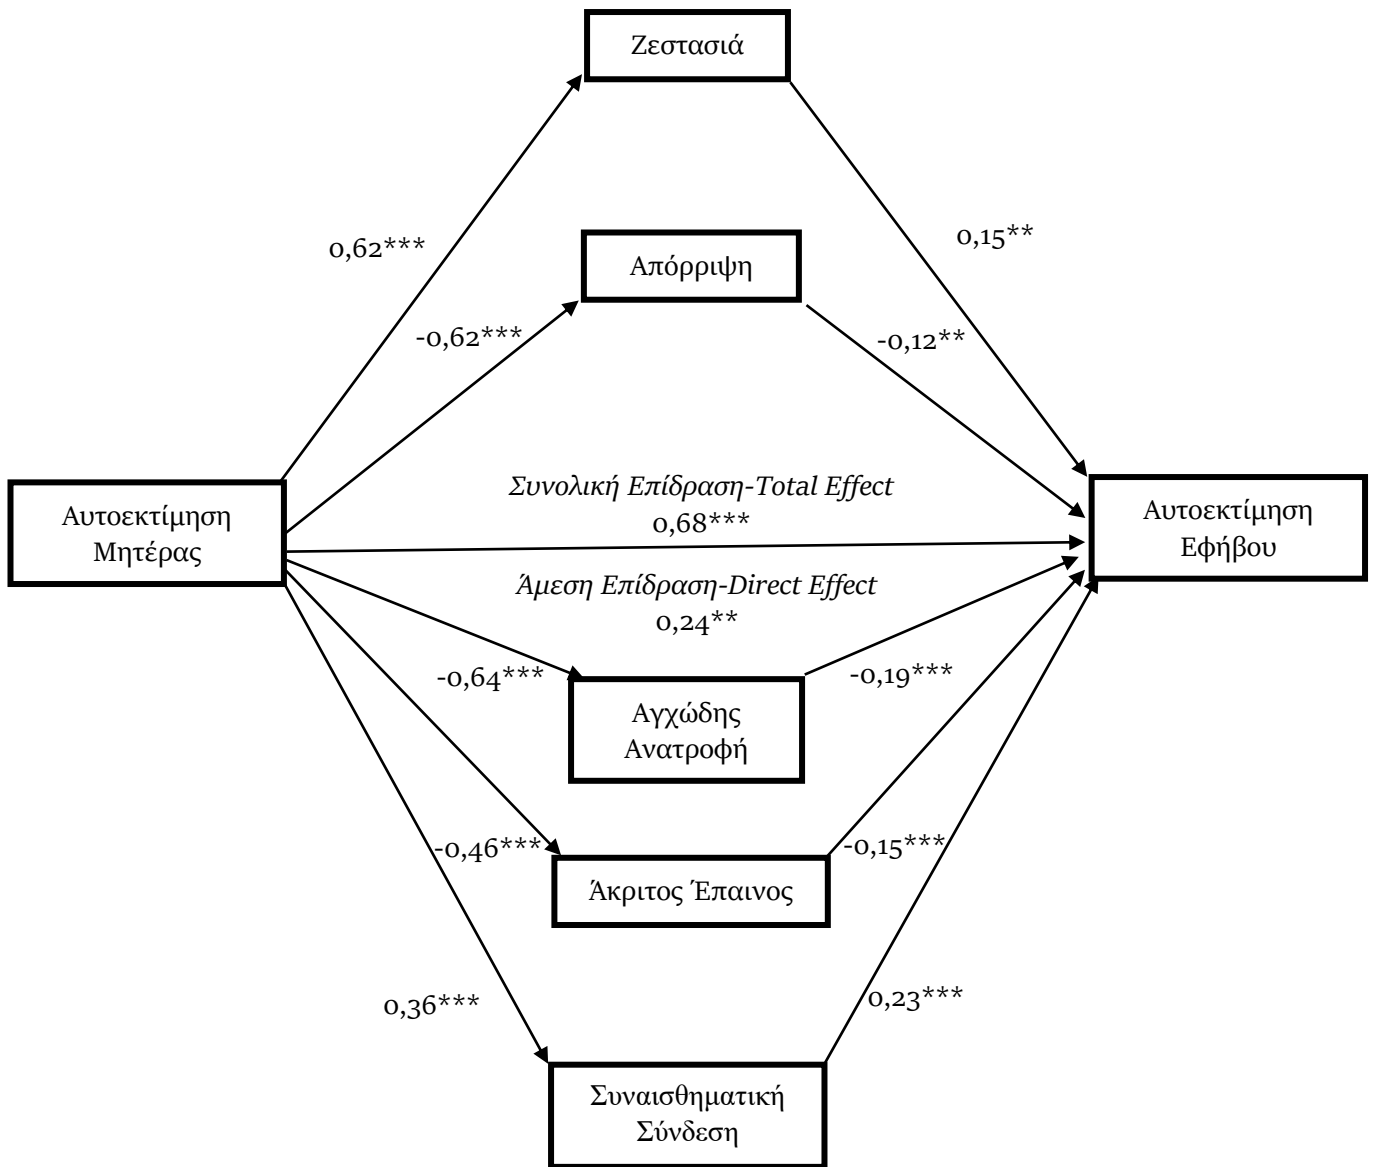 Ζεστασιά
0,62***
0,15**
Απόρριψη
-0,62***
-0,12**
Συνολική Επίδραση-Total Effect
0,68***
Αυτοεκτίμηση
Μητέρας
Αυτοεκτίμηση
Εφήβου
Άμεση Επίδραση-Direct Effect
0,24**
-0,64***
-0,19***
Αγχώδης
Ανατροφή
-0,46***
-0,15***
Άκριτος Έπαινος
0,36***
0,23***
Συναισθηματική
Σύνδεση